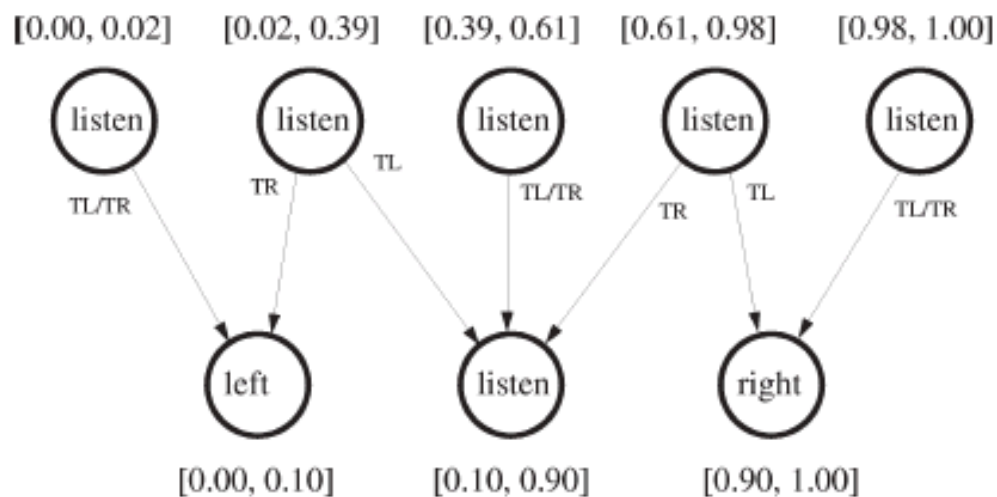 [0.00, 0.02] [0.02, 0.39] [0.39, 0.61] [0.61, 0.98] [0.98, 1.00]
listen listen listen listen listen
TL/TR TR TL TL/TR TR TL TL/TR
left listen right
[0.00, 0.10] [0.10, 0.90] [0.90, 1.00]